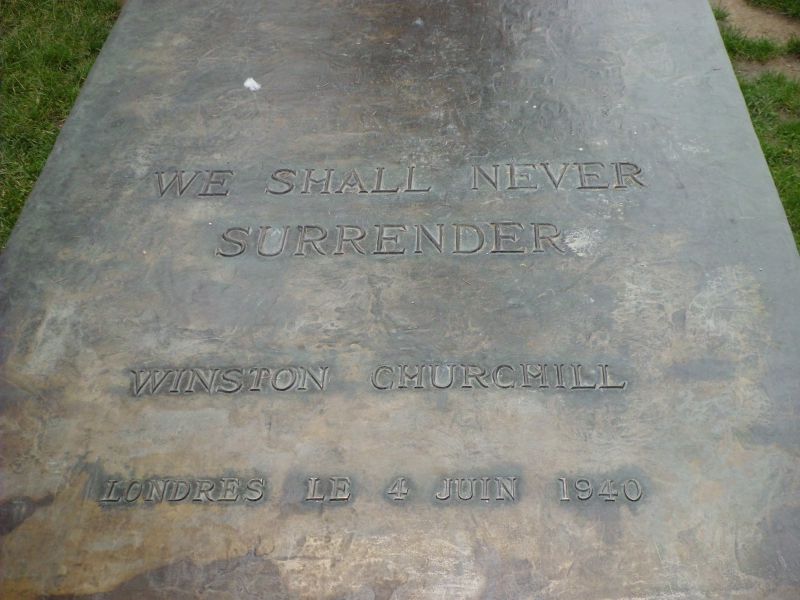 WE SHALL NEVER
SURRENDER
WINSTON CHURCHILL
LONDRES LE 4 JUIN 1940